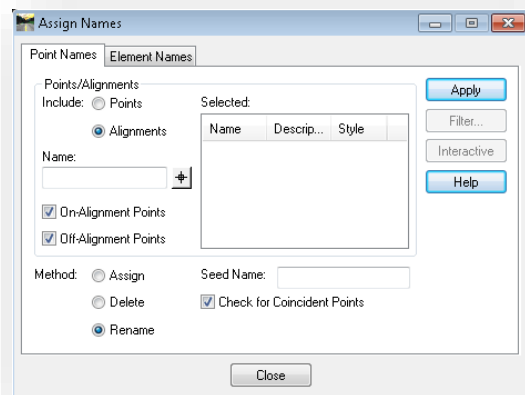 Assign Names
Point Names Element Names
Points/Alignments
Include: Points Selected:
Alignments Name Descrip... Style
Name:
On-Alignment Points
Off-Alignment Points
Method: Assign Seed Name:
Delete Check for Coincident Points
Rename
Apply
Filter...
Interactive
Help
Close